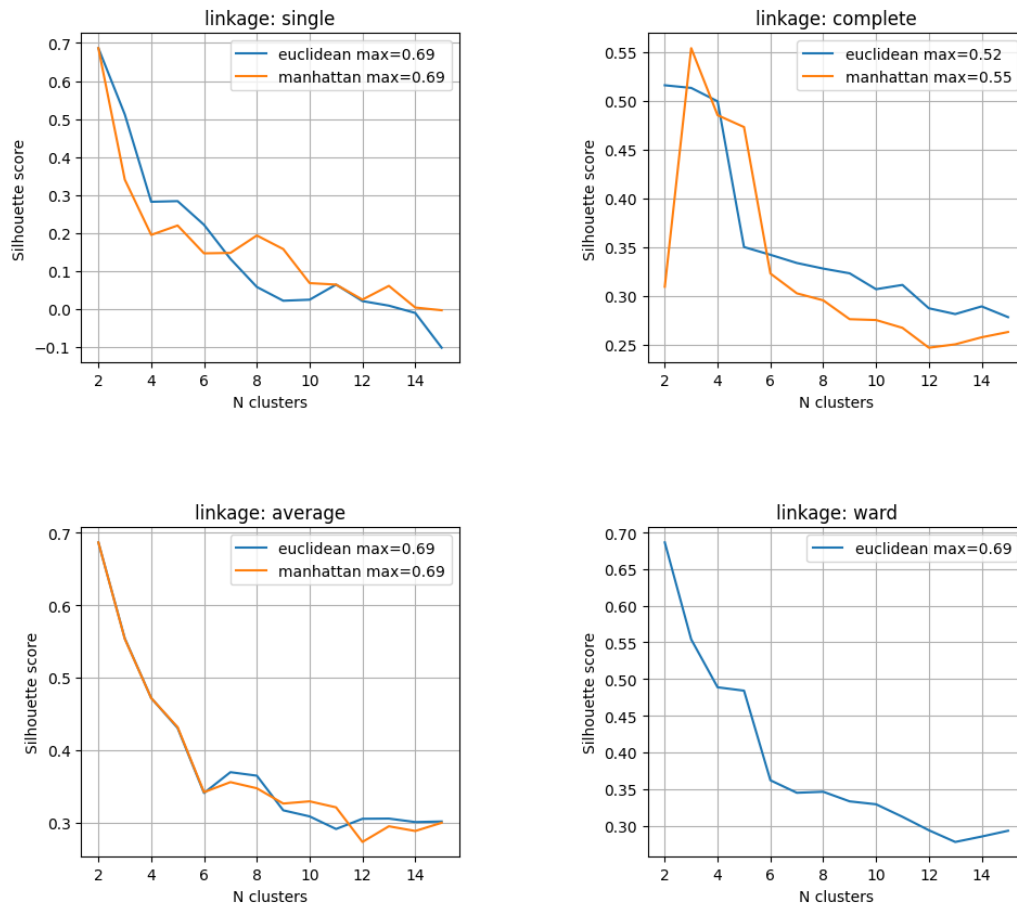 linkage: single
Silhouette score
0.7
0.6
0.5
0.4
0.3
0.2
0.1
0.0
−0.1
euclidean max=0.69
manhattan max=0.69
2 4 6 8 10 12 14
N clusters
linkage: complete
Silhouette score
0.55
0.50
0.45
0.40
0.35
0.30
0.25
euclidean max=0.52
manhattan max=0.55
2 4 6 8 10 12 14
N clusters
linkage: average
Silhouette score
0.7
0.6
0.5
0.4
0.3
euclidean max=0.69
manhattan max=0.69
2 4 6 8 10 12 14
N clusters
linkage: ward
Silhouette score
0.70
0.65
0.60
0.55
0.50
0.45
0.40
0.35
0.30
euclidean max=0.69
2 4 6 8 10 12 14
N clusters